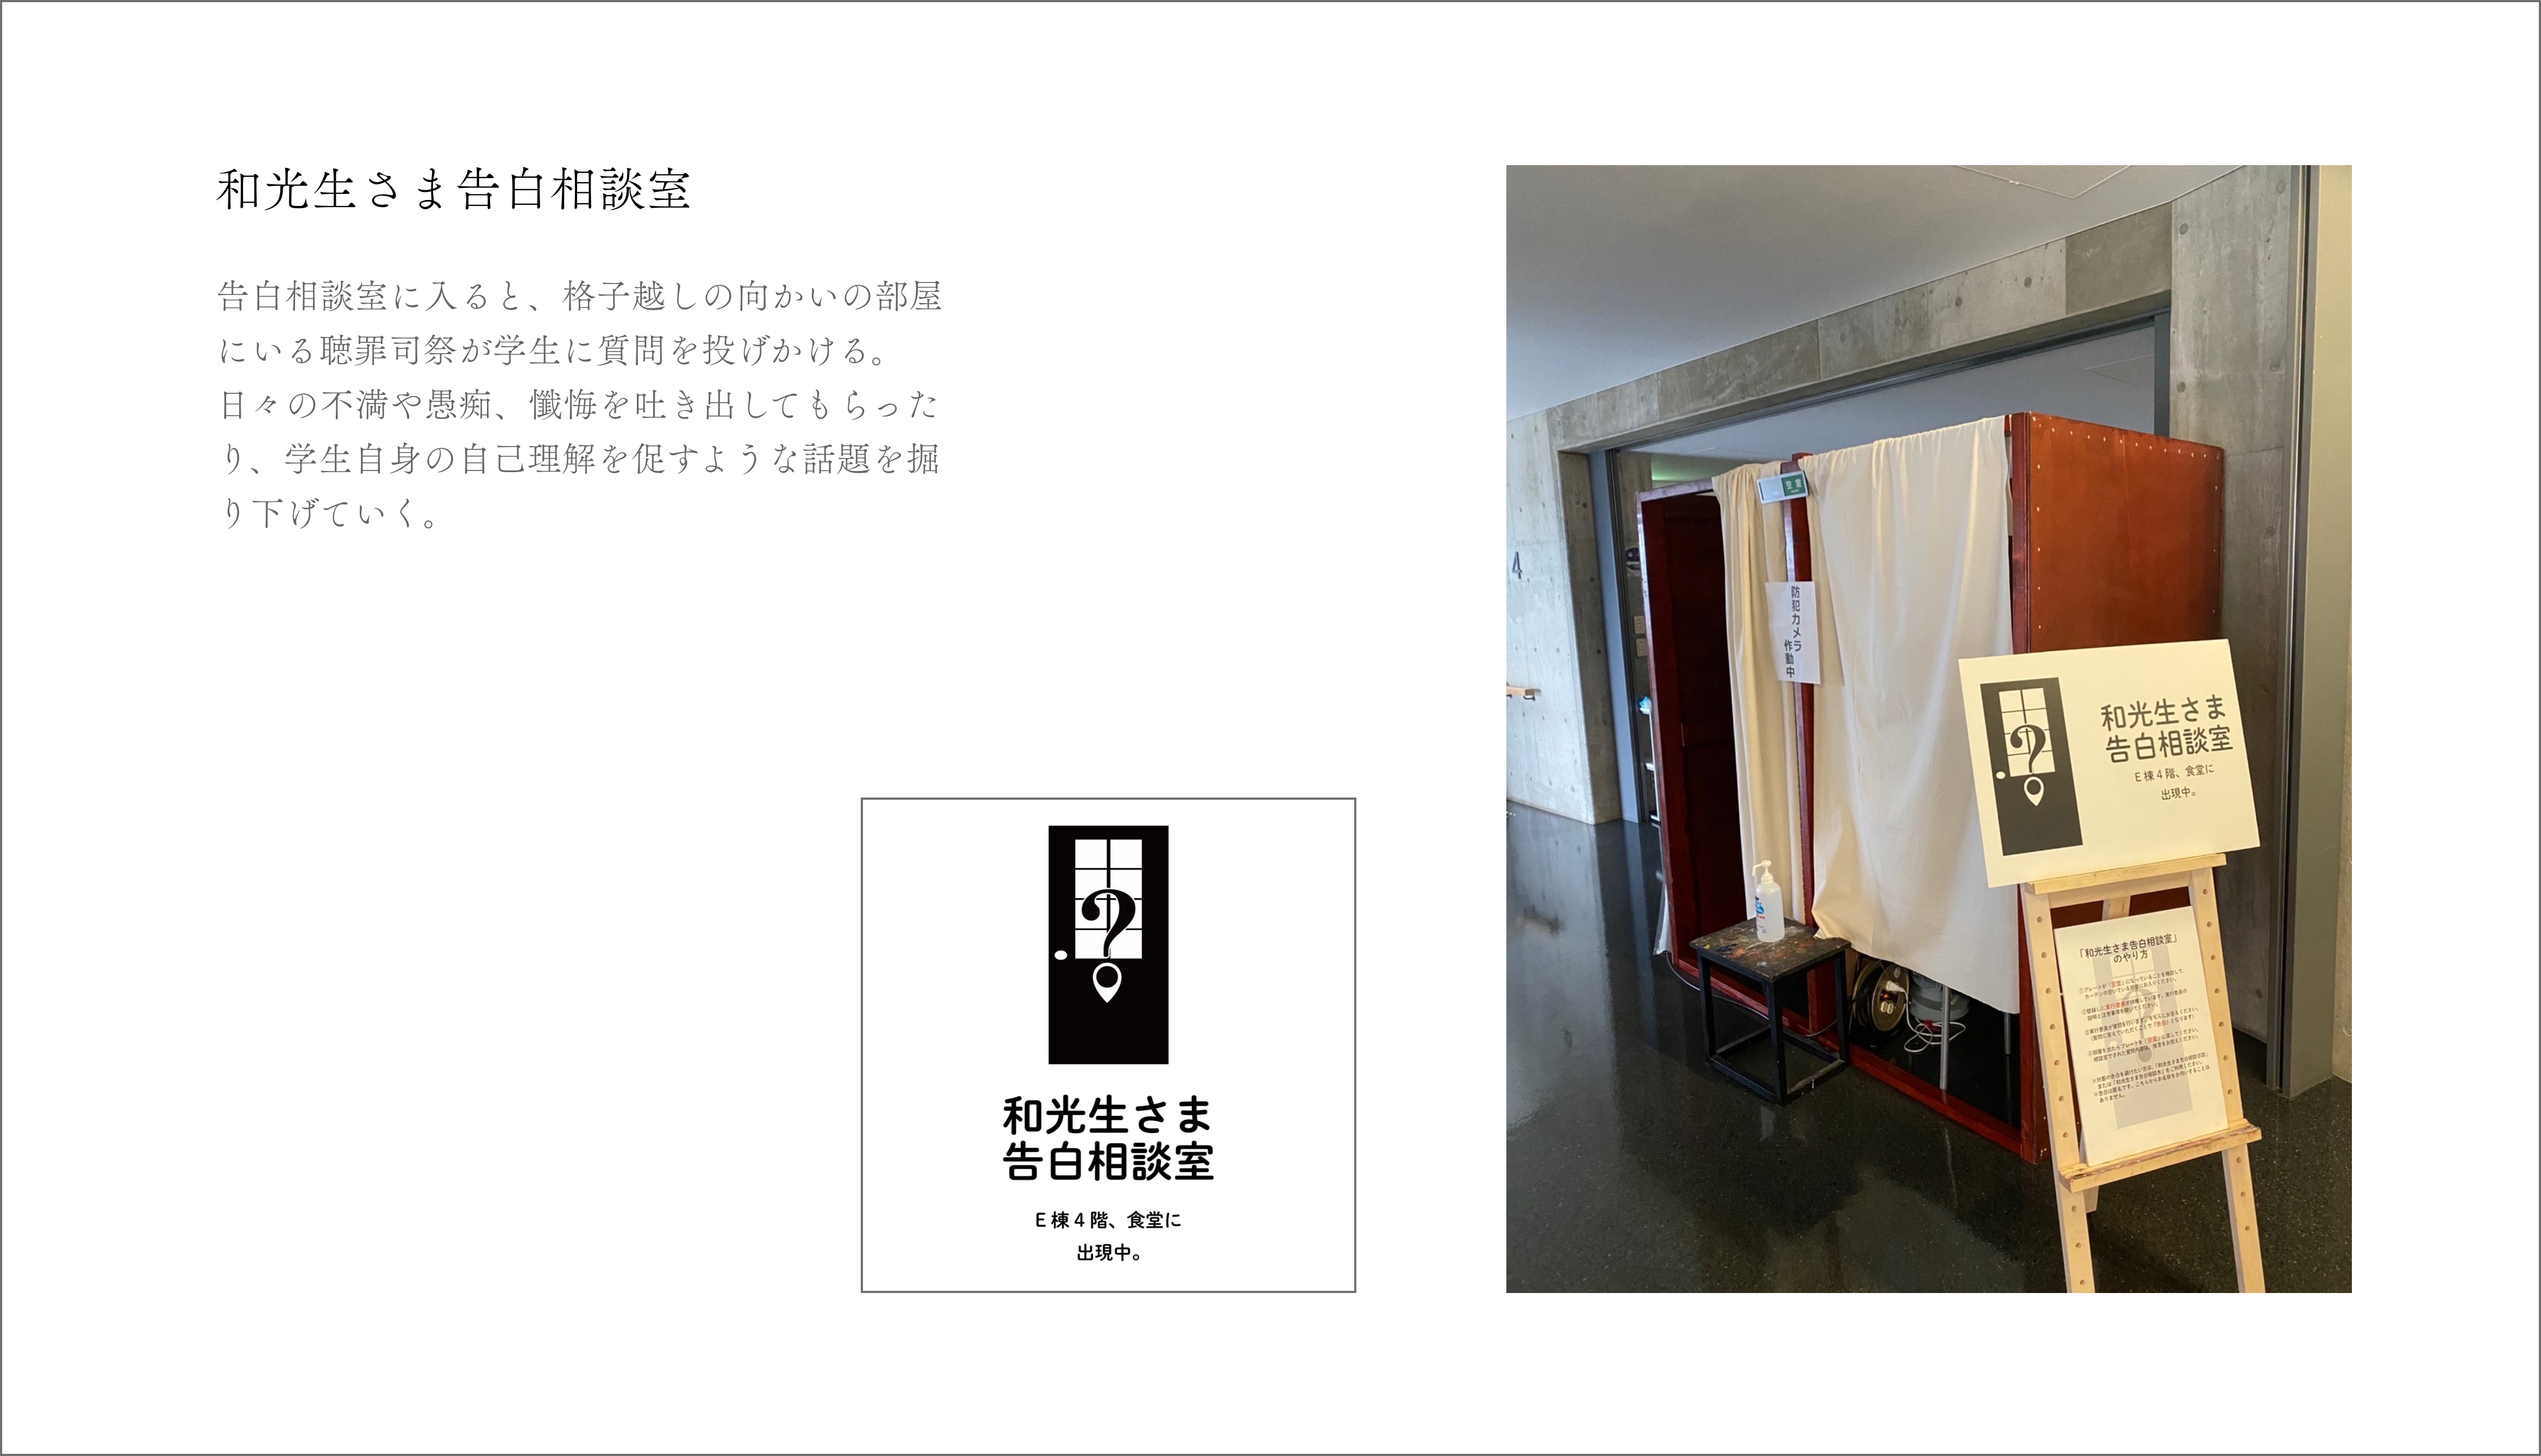 和光生さま告白相談室
告白相談室に入ると、格子越しの向かいの部屋
にいる聴罪司祭が学生に質問を投げかける。
日々の不満や愚痴、懺悔を吐き出してもらった
り、学生自身の自己理解を促すような話題を掘
り下げていく。
?
和光生さま
告白相談室
E棟4階、食堂に
出現中。
4
空室
防犯カメラ
作動中
?
和光生さま
告白相談室
E棟4階、食堂に
出現中。
「和光生さま告白相談室」
のやり方